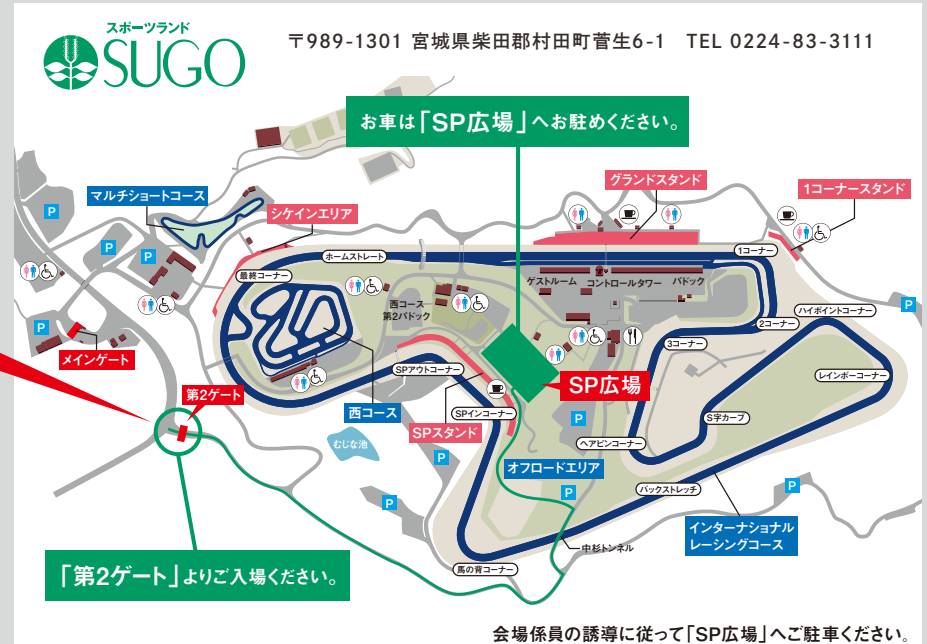 スポーツランド
SUGO
〒989-1301 宮城県柴田郡村田町菅生6-1 TEL 0224-83-3111
お車は「SP広場」へお駐めください。
グランドスタンド
1コーナースタンド
マルチショートコース
シケインエリア
P
P
P
ホームストレート
1コーナー
最終コーナー
ゲストルーム
コントロールタワー
パドック
西コース
第2パドック
ハイポイントコーナー
P
2コーナー
P
3コーナー
メインゲート
SPアウトコーナー
レインボーコーナー
SP広場
第2ゲート
西コース
SPインコーナー
S字カーブ
P
SPスタンド
むじな池
ヘアピンコーナー
P
オフロードエリア
P
バックストレッチ
P
P
インターナショナル
レーシングコース
中杉トンネル
馬の背コーナー
「第2ゲート」よりご入場ください。
会場係員の誘導に従って「SP広場」へご駐車ください。